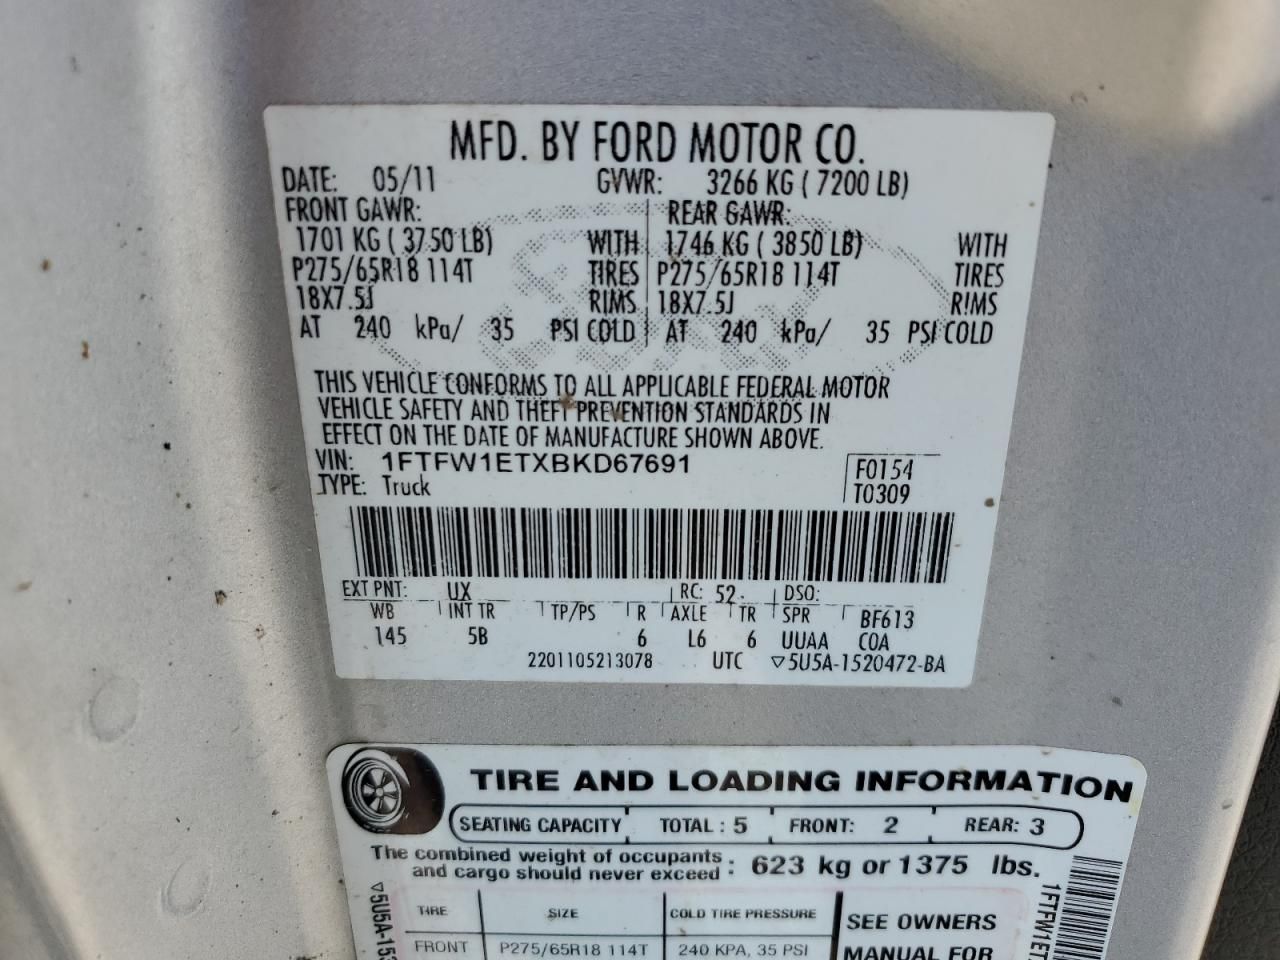 MFD. BY FORD MOTOR CO.
DATE: 05/11 GVWR: 3266 KG ( 7200 LB)
FRONT GAWR: REAR GAWR:
1701 KG ( 3750 LB) WITH 1746 KG ( 3850 LB) WITH
P275/65R18 114T TIRES P275/65R18 114T TIRES
18X7.5J RIMS 18X7.5J RIMS
AT 240 kPa/ 35 PSI COLD AT 240 kPa/ 35 PSI COLD
THIS VEHICLE CONFORMS TO ALL APPLICABLE FEDERAL MOTOR
VEHICLE SAFETY AND THEFT PREVENTION STANDARDS IN
EFFECT ON THE DATE OF MANUFACTURE SHOWN ABOVE.
VIN: 1FTFW1ETXBKD67691 F0154
TYPE: Truck T0309
EXT PNT: UX RC: 52 DSO:
WB INT TR TP/PS R AXLE TR SPR BF613
145 5B 6 L6 6 UUAA COA
2201105213078 UTC ▽5U5A-1520472-BA
TIRE AND LOADING INFORMATION
SEATING CAPACITY TOTAL : 5 FRONT: 2 REAR: 3
The combined weight of occupants
and cargo should never exceed : 623 kg or 1375 lbs.
TIRE SIZE COLD TIRE PRESSURE SEE OWNERS
FRONT P275/65R18 114T 240 KPA, 35 PSI MANUAL FOR
▽5U5A-153
1FTFW1ET